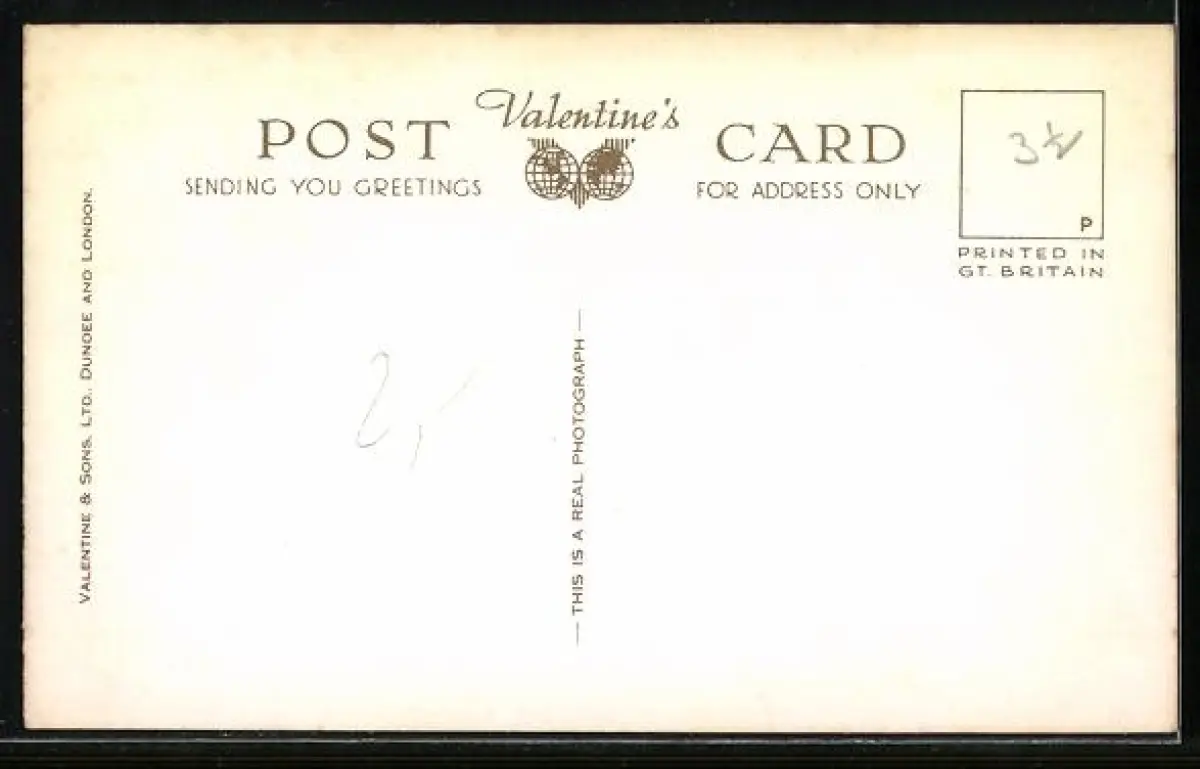 POST Valentine's CARD
SENDING YOU GREETINGS
FOR ADDRESS ONLY
3½
P
PRINTED IN
GT. BRITAIN
VALENTINE & SONS. LTD., DUNDEE AND LONDON.
— THIS IS A REAL PHOTOGRAPH —